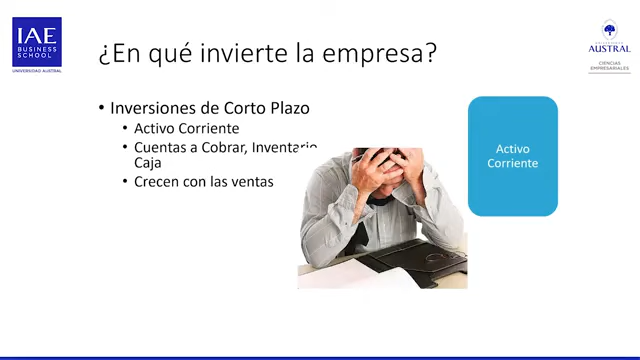 IAE
BUSINESS
SCHOOL
UNIVERSIDAD AUSTRAL
¿En qué invierte la empresa?
UNIVERSIDAD
AUSTRAL
CIENCIAS
EMPRESARIALES
• Inversiones de Corto Plazo
• Activo Corriente
• Cuentas a Cobrar, Inventario
Caja
• Crecen con las ventas
Activo
Corriente